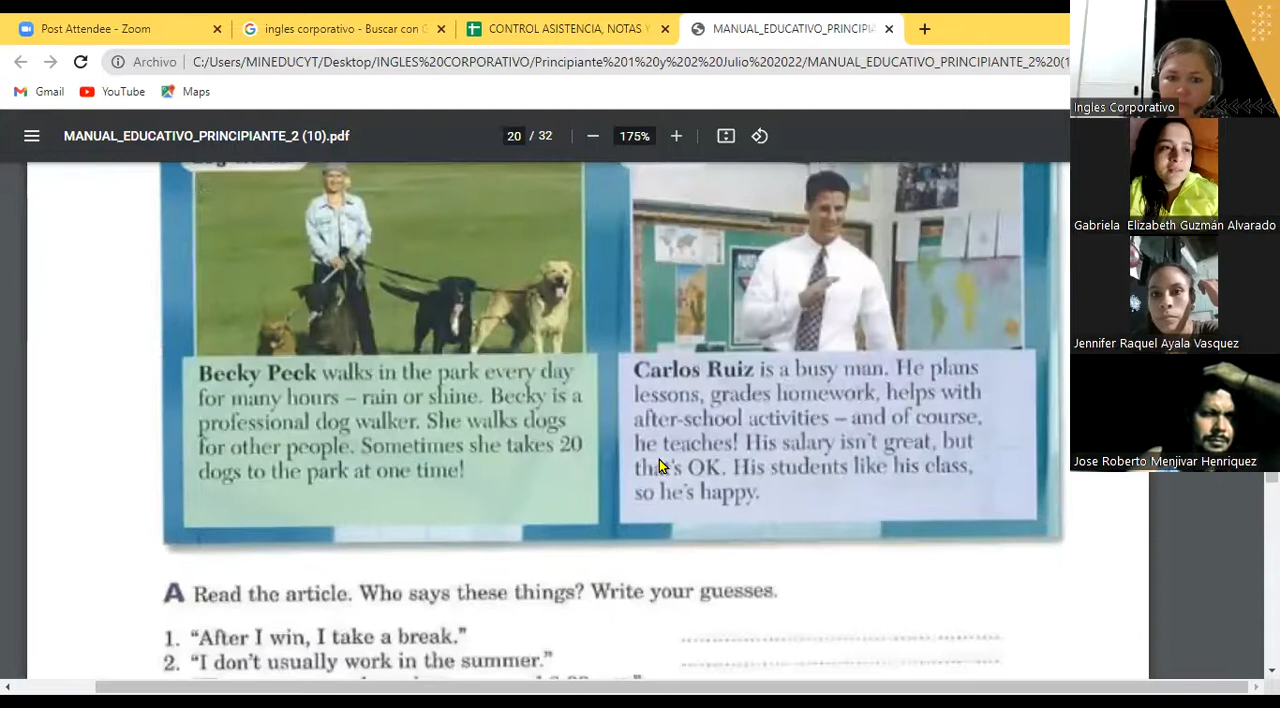 Post Attendee - Zoom
ingles corporativo - Buscar con G
CONTROL ASISTENCIA, NOTAS Y
MANUAL_EDUCATIVO_PRINCIPIA
Archivo
C:/Users/MINEDUCYT/Desktop/INGLES%20CORPORATIVO/Principiante%201%20y%202%20Julio%202022/MANUAL_EDUCATIVO_PRINCIPIANTE_2%20(1
Gmail
YouTube
Maps
MANUAL_EDUCATIVO_PRINCIPIANTE_2 (10).pdf
20 / 32
175%
Becky Peck walks in the park every day
for many hours – rain or shine. Becky is a
professional dog walker. She walks dogs
for other people. Sometimes she takes 20
dogs to the park at one time!
Carlos Ruiz is a busy man. He plans
lessons, grades homework, helps with
after-school activities – and of course,
he teaches! His salary isn't great, but
that's OK. His students like his class,
so he's happy.
A Read the article. Who says these things? Write your guesses.
1. "After I win, I take a break."
2. "I don't usually work in the summer."
Ingles Corporativo
Gabriela Elizabeth Guzmán Alvarado
Jennifer Raquel Ayala Vasquez
Jose Roberto Menjivar Henriquez